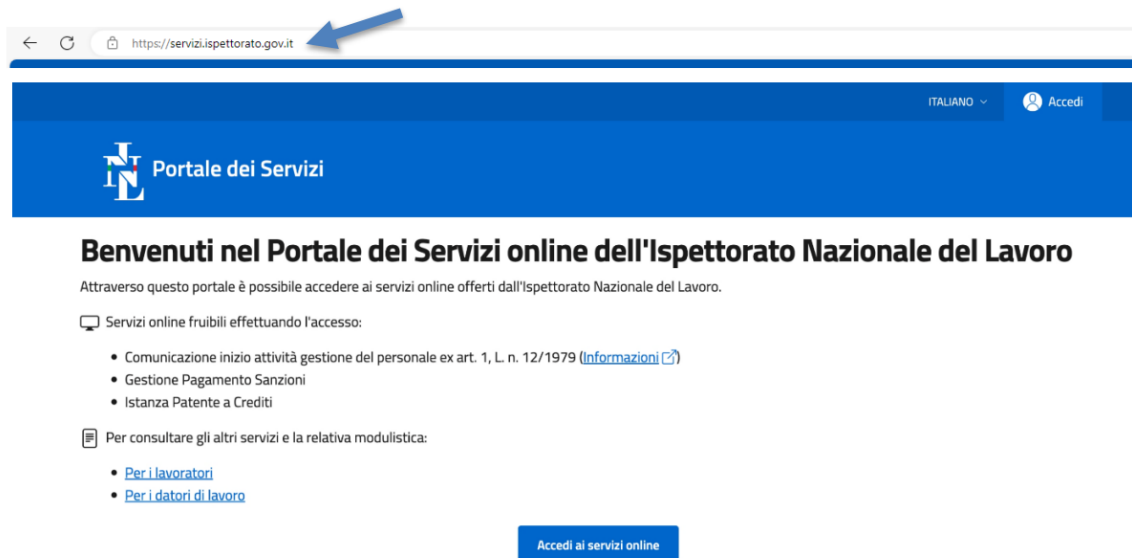 https://servizi.ispettorato.gov.it
ITALIANO
Accedi
INL
Portale dei Servizi
Benvenuti nel Portale dei Servizi online dell'Ispettorato Nazionale del Lavoro
Attraverso questo portale è possibile accedere ai servizi online offerti dall'Ispettorato Nazionale del Lavoro.
Servizi online fruibili effettuando l'accesso:
• Comunicazione inizio attività gestione del personale ex art. 1, L. n. 12/1979 (Informazioni)
• Gestione Pagamento Sanzioni
• Istanza Patente a Crediti
Per consultare gli altri servizi e la relativa modulistica:
• Per i lavoratori
• Per i datori di lavoro
Accedi ai servizi online